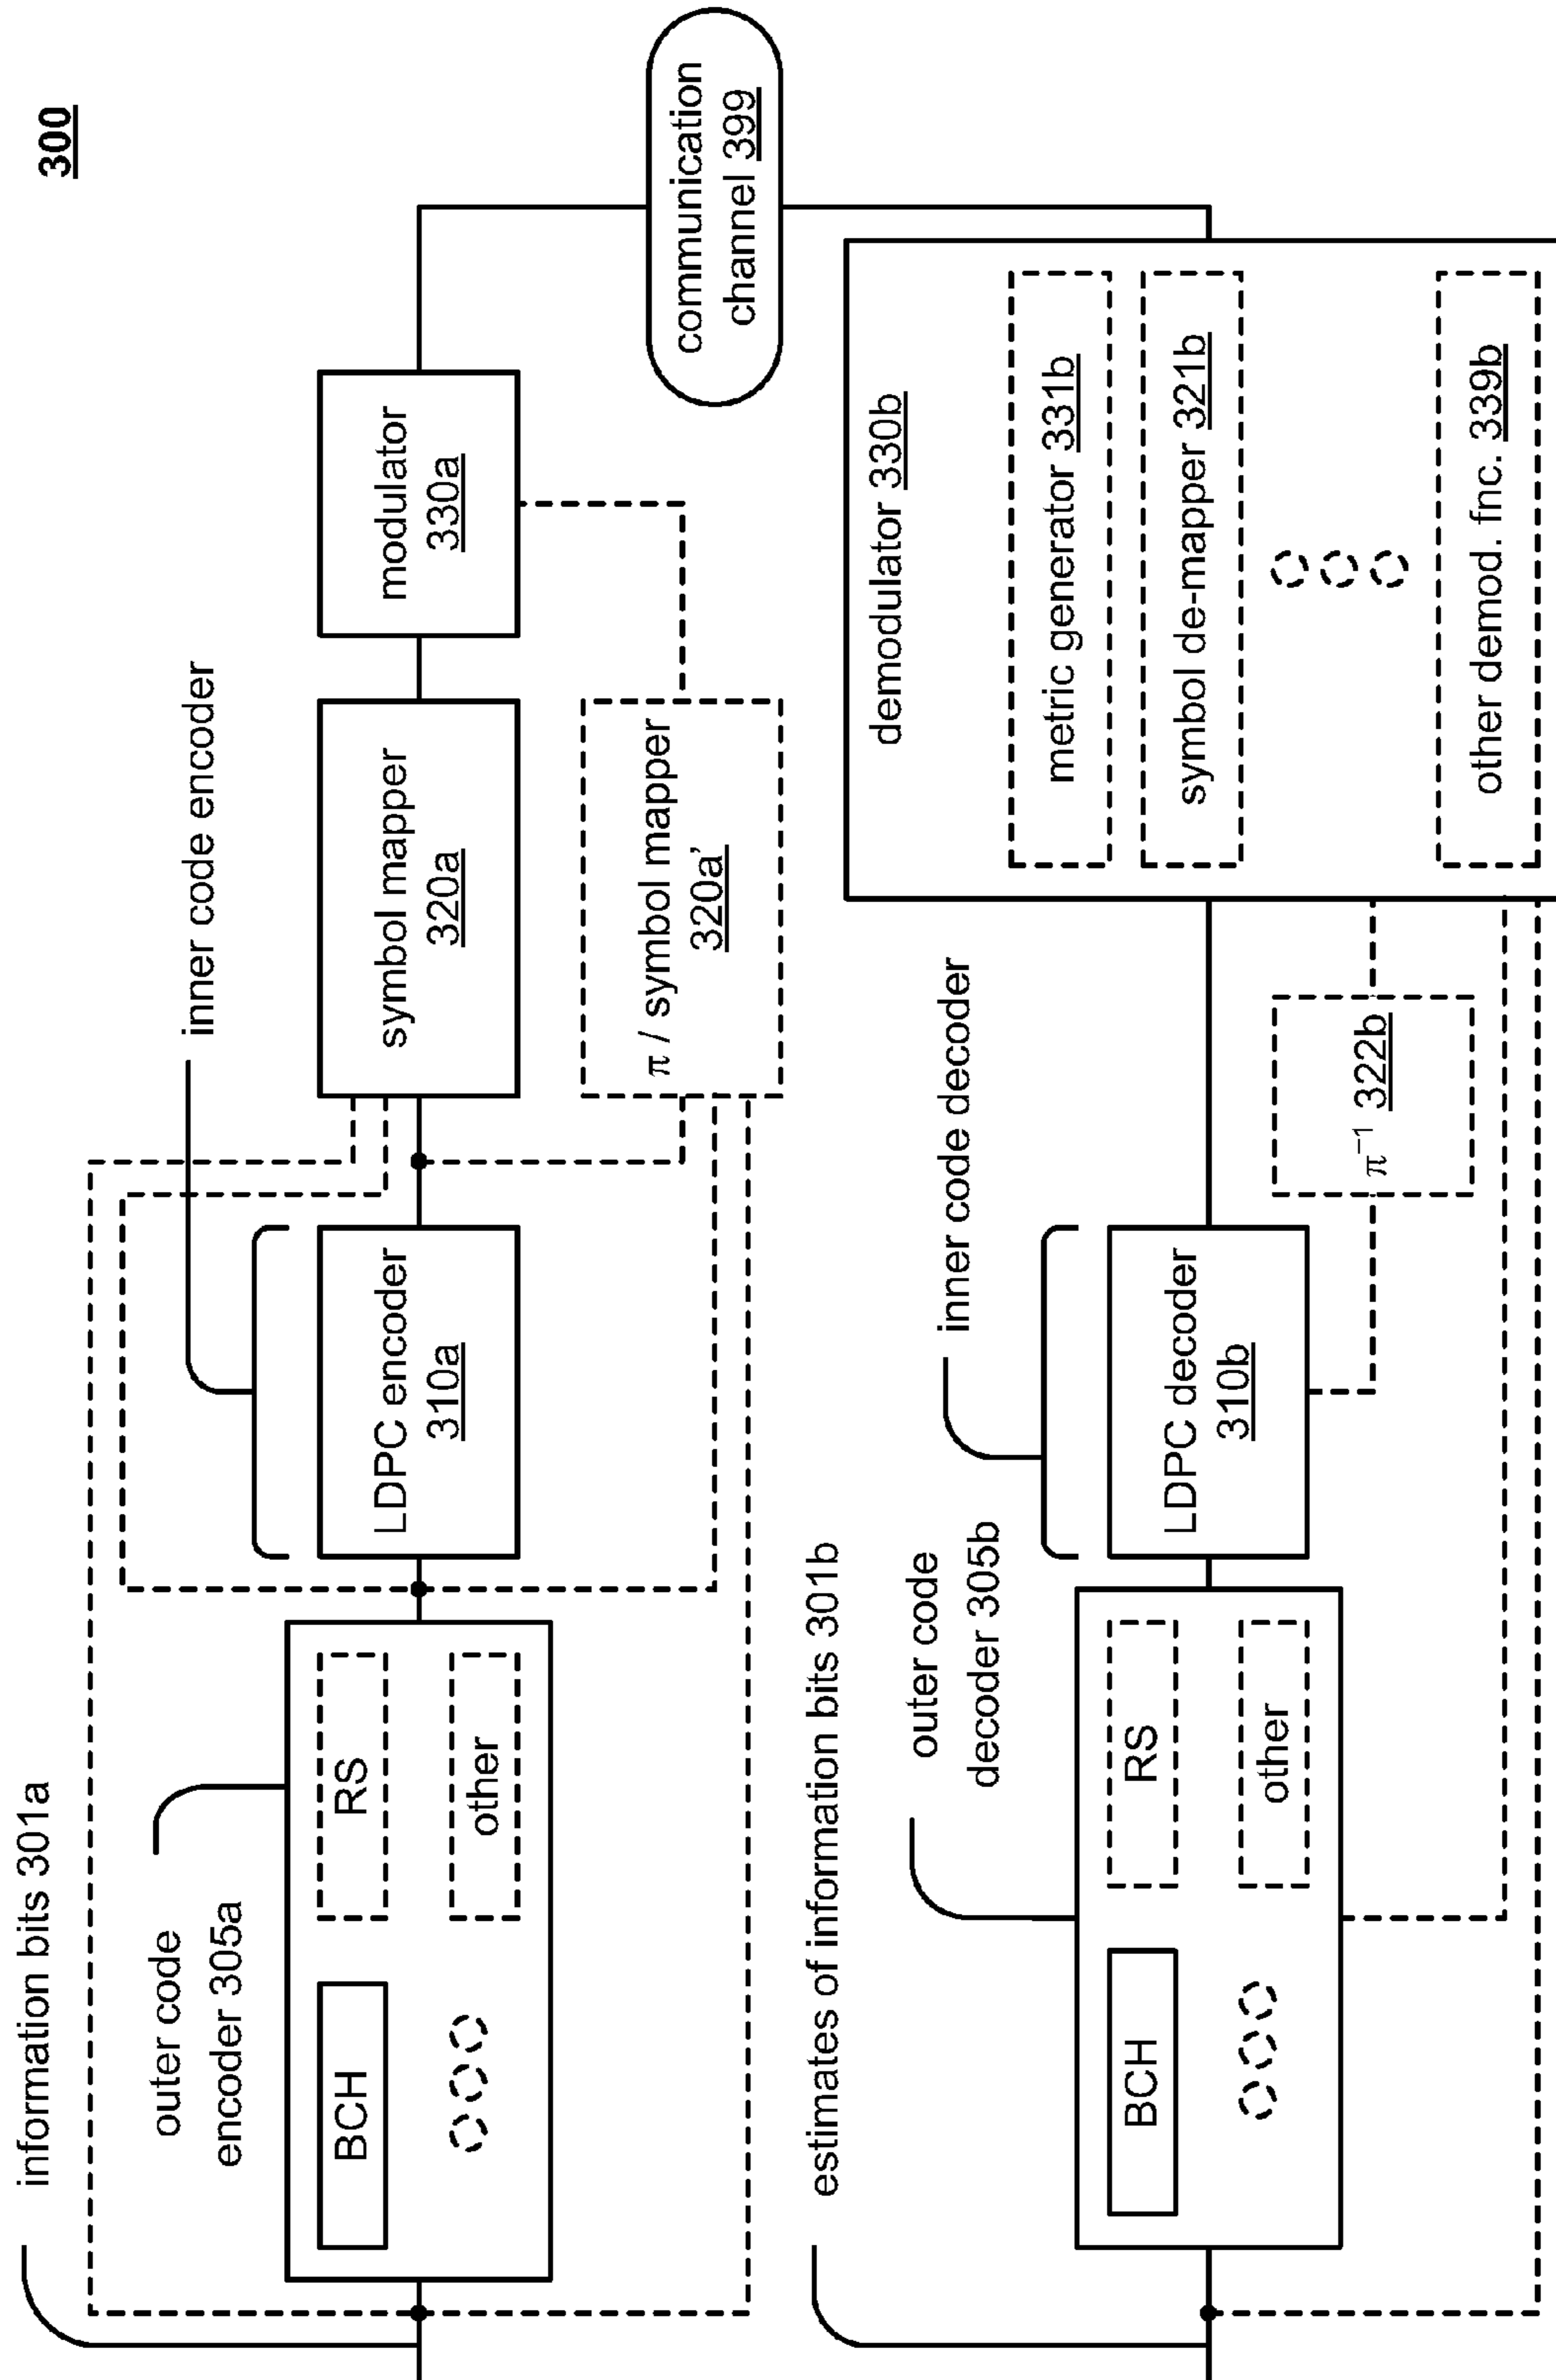 300
information bits 301a
outer code
encoder 305a
BCH
RS
other
inner code encoder
LDPC encoder
310a
symbol mapper
320a
π / symbol mapper
320a'
modulator
330a
communication
channel 399
estimates of information bits 301b
outer code
decoder 305b
BCH
RS
other
inner code decoder
LDPC decoder
310b
π⁻¹ 322b
demodulator 330b
metric generator 331b
symbol de-mapper 321b
other demod. fnc. 339b